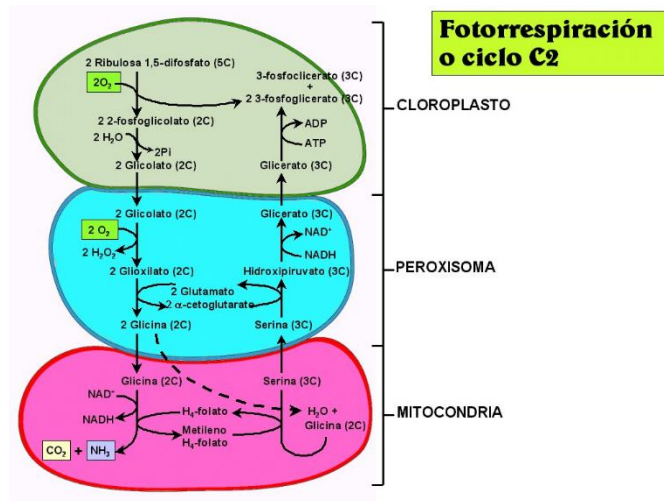 Fotorrespiración
o ciclo C2
2 Ribulosa 1,5-difosfato (5C)
2O₂
3-fosfoclicerato (3C)
+
2 3-fosfoglicerato (3C)
2 2-fosfoglicolato (2C)
2 H₂O
2Pi
2 Glicolato (2C)
ADP
ATP
Glicerato (3C)
CLOROPLASTO
2 Glicolato (2C)
2 O₂
2 H₂O₂
2 Glioxilato (2C)
2 Glutamato
2 α-cetoglutarato
2 Glicina (2C)
Glicerato (3C)
NAD⁺
NADH
Hidroxipiruvato (3C)
Serina (3C)
PEROXISOMA
Glicina (2C)
NAD⁺
NADH
CO₂ + NH₃
H₄-folato
Metileno
H₄-folato
Serina (3C)
H₂O +
Glicina (2C)
MITOCONDRIA